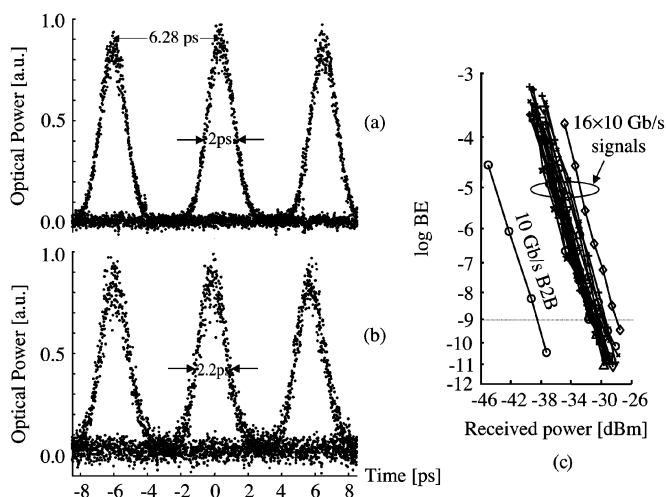 1.0
0.5
0.0
Optical Power [a.u.]
6.28 ps
2ps
(a)
1.0
0.5
0.0
Optical Power [a.u.]
2.2ps
(b)
-8 -6 -4 -2 0 2 4 6 8
Time [ps]
-3
-4
-5
-6
-7
-8
-9
-10
-11
-12
log BE
16×10 Gb/s
signals
10 Gb/s B2B
-46 -42 -38 -34 -30 -26
Received power [dBm]
(c)